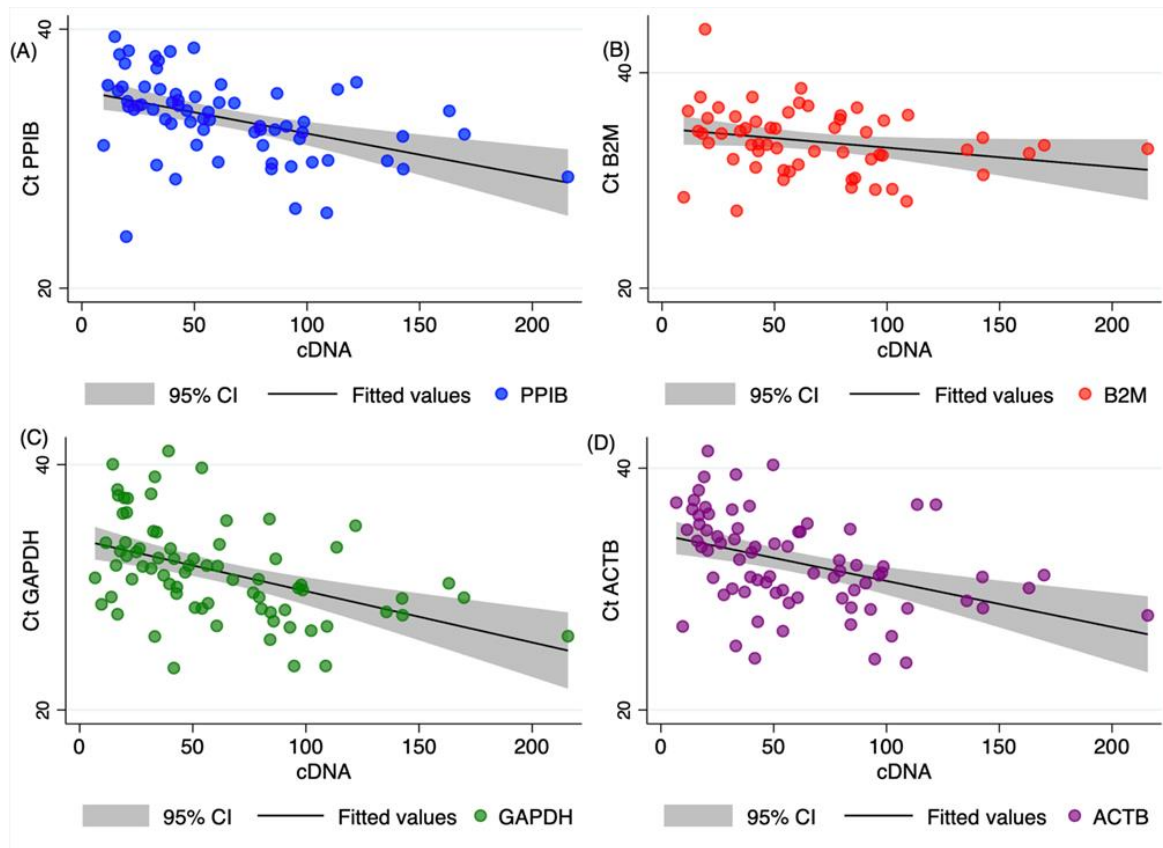 (A)
40
Ct PPIB
20
0 50 100 150 200
cDNA
95% CI Fitted values PPIB
(B)
40
Ct B2M
20
0 50 100 150 200
cDNA
95% CI Fitted values B2M
(C)
40
Ct GAPDH
20
0 50 100 150 200
cDNA
95% CI Fitted values GAPDH
(D)
40
Ct ACTB
20
0 50 100 150 200
cDNA
95% CI Fitted values ACTB